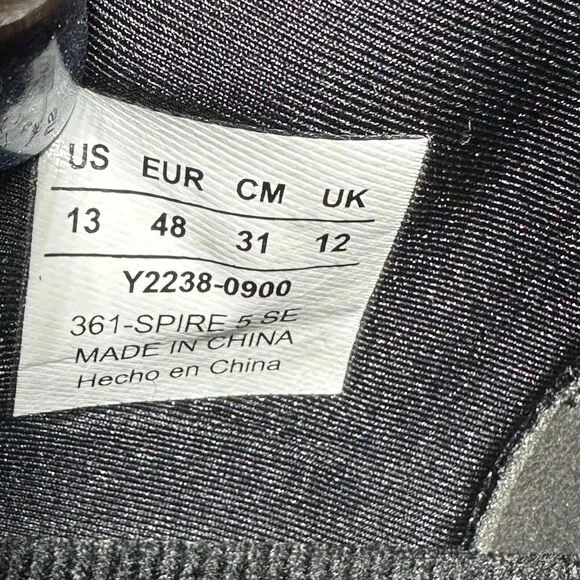 US EUR CM UK
13 48 31 12
Y2238-0900
361-SPIRE 5 SE
MADE IN CHINA
Hecho en China